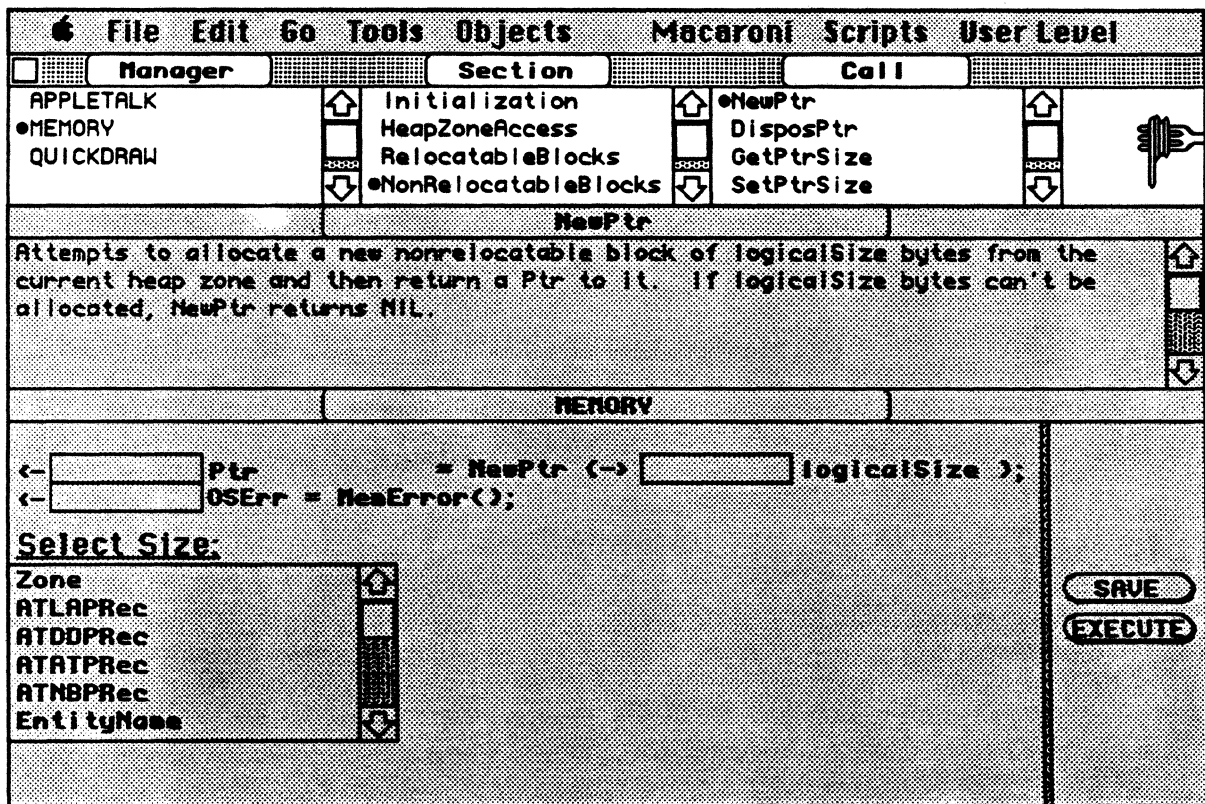 File Edit Go Tools Objects Macaroni Scripts User Level
Manager Section Call
APPLETALK
●MEMORY
QUICKDRAW
Initialization
HeapZoneAccess
RelocatableBlocks
●NonRelocatableBlocks
●NewPtr
DisposPtr
GetPtrSize
SetPtrSize
NewPtr
Attempts to allocate a new nonrelocatable block of logicalSize bytes from the
current heap zone and then return a Ptr to it. If logicalSize bytes can't be
allocated, NewPtr returns NIL.
MEMORY
<- Ptr = NewPtr (-> logicalSize );
<- OSErr = MemError();
Select Size:
Zone
ATLAPRec
ATDDPRec
ATATPRec
ATNBPRec
EntityName
SAVE
EXECUTE